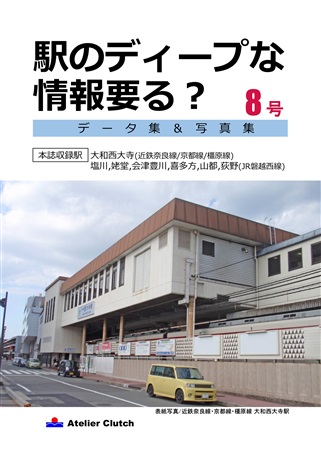 駅のディープな
情報要る？
8号
データ集＆写真集
本誌収録駅
大和西大寺(近鉄奈良線/京都線/橿原線)
塩川,姥堂,会津豊川,喜多方,山都,荻野(JR磐越西線)
表紙写真/近鉄奈良線・京都線・橿原線 大和西大寺駅
Atelier Clutch